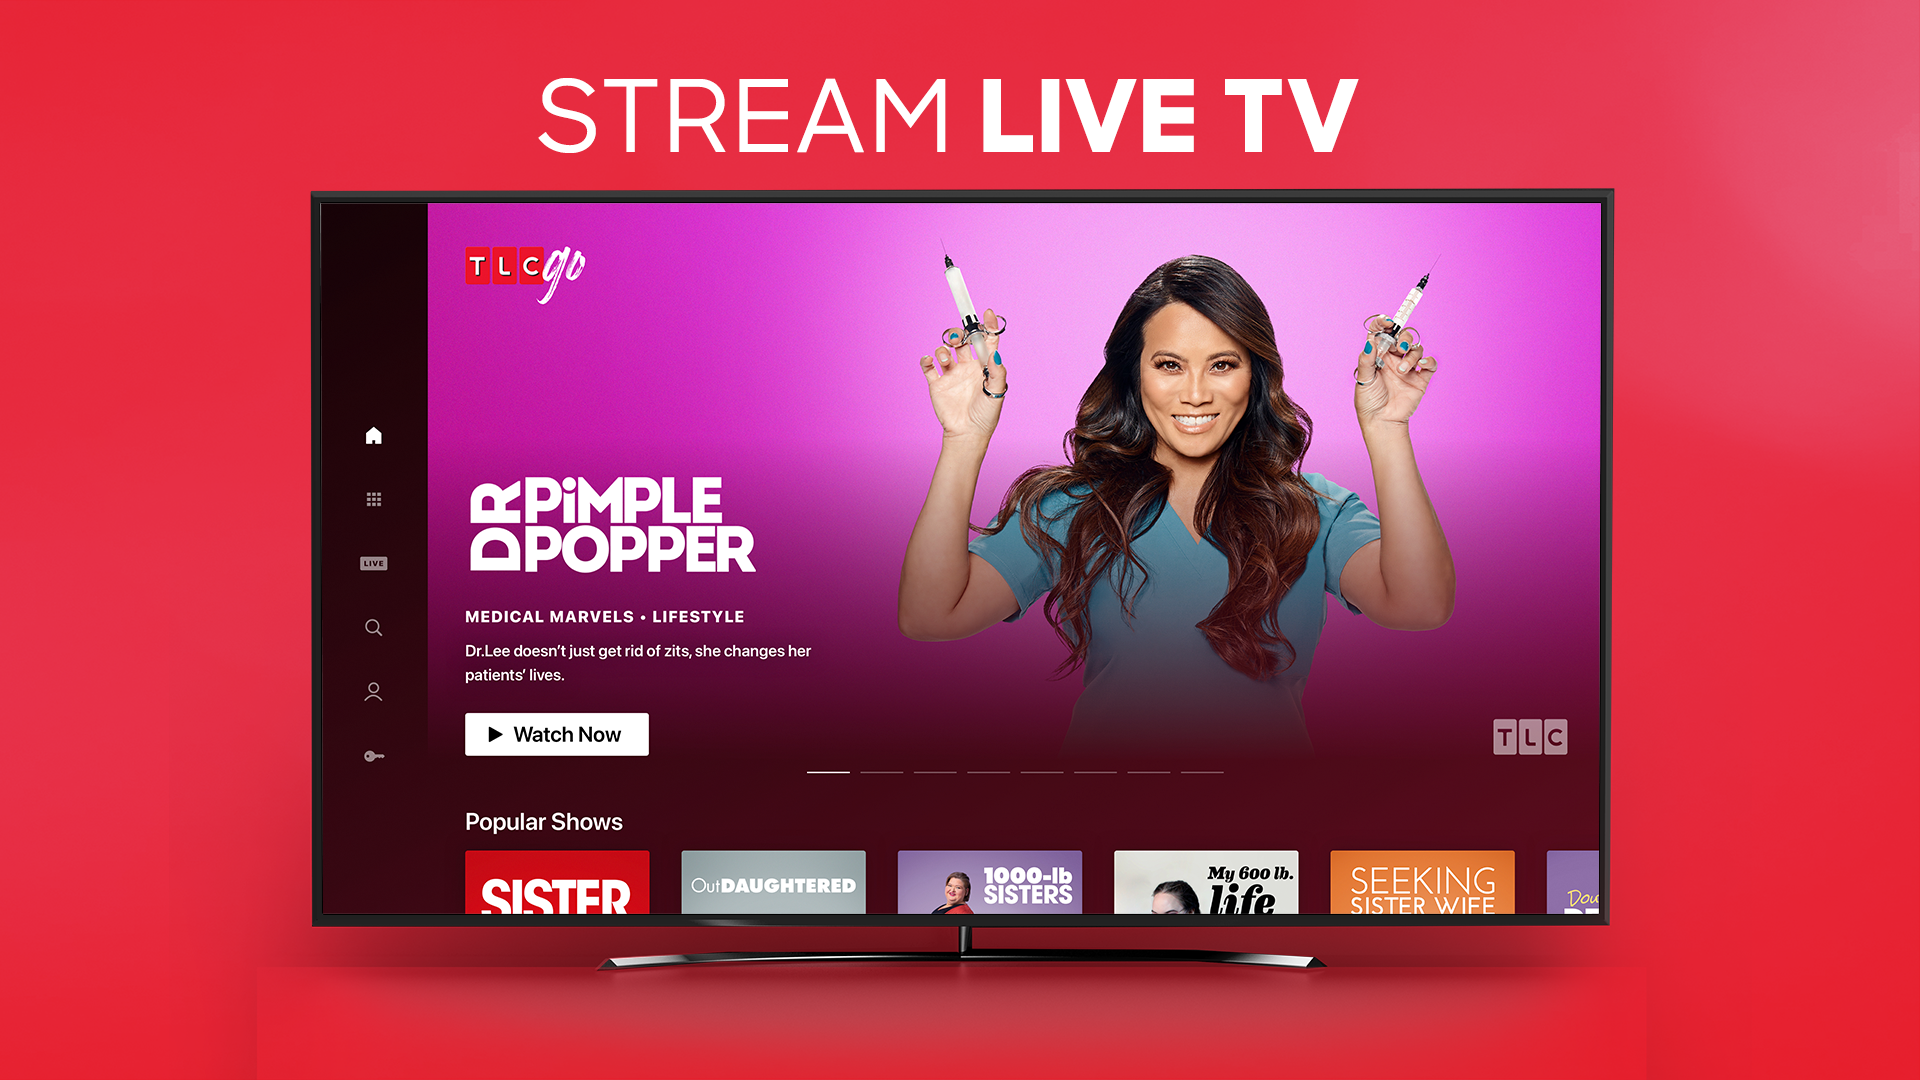 STREAM LIVE TV
TLC go
DR PiMPLE
POPPER
MEDICAL MARVELS • LIFESTYLE
Dr.Lee doesn't just get rid of zits, she changes her
patients' lives.
Watch Now
LIVE
TLC
Popular Shows
SISTER
OutDAUGHTERED
1000-lb
SISTERS
My 600 lb.
life
SEEKING
SISTER WIFE